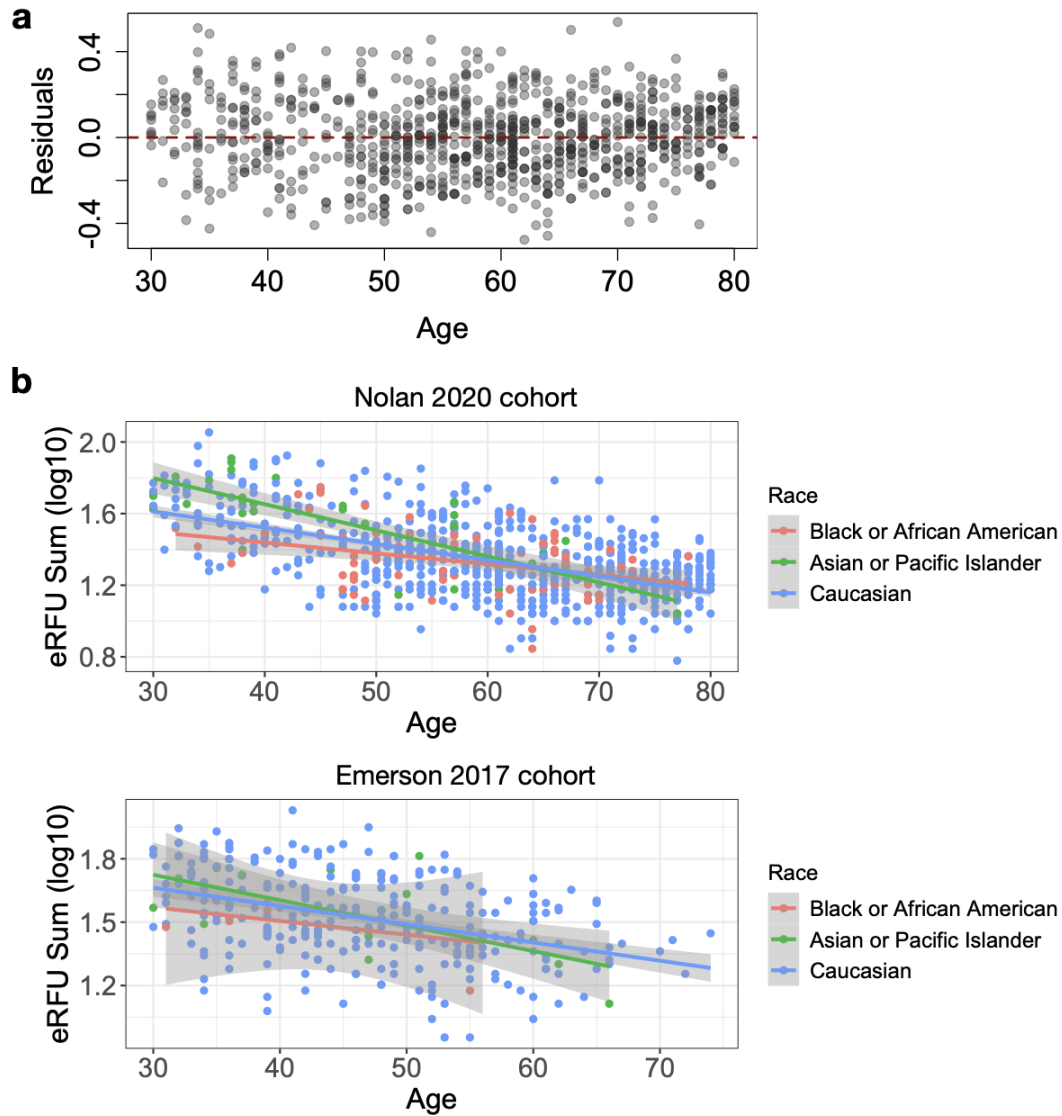 a
Residuals
0.4
0.0
-0.4
30 40 50 60 70 80
Age
b
Nolan 2020 cohort
eRFU Sum (log10)
2.0
1.6
1.2
0.8
30 40 50 60 70 80
Age
Race
Black or African American
Asian or Pacific Islander
Caucasian
Emerson 2017 cohort
eRFU Sum (log10)
1.8
1.5
1.2
30 40 50 60 70
Age
Race
Black or African American
Asian or Pacific Islander
Caucasian